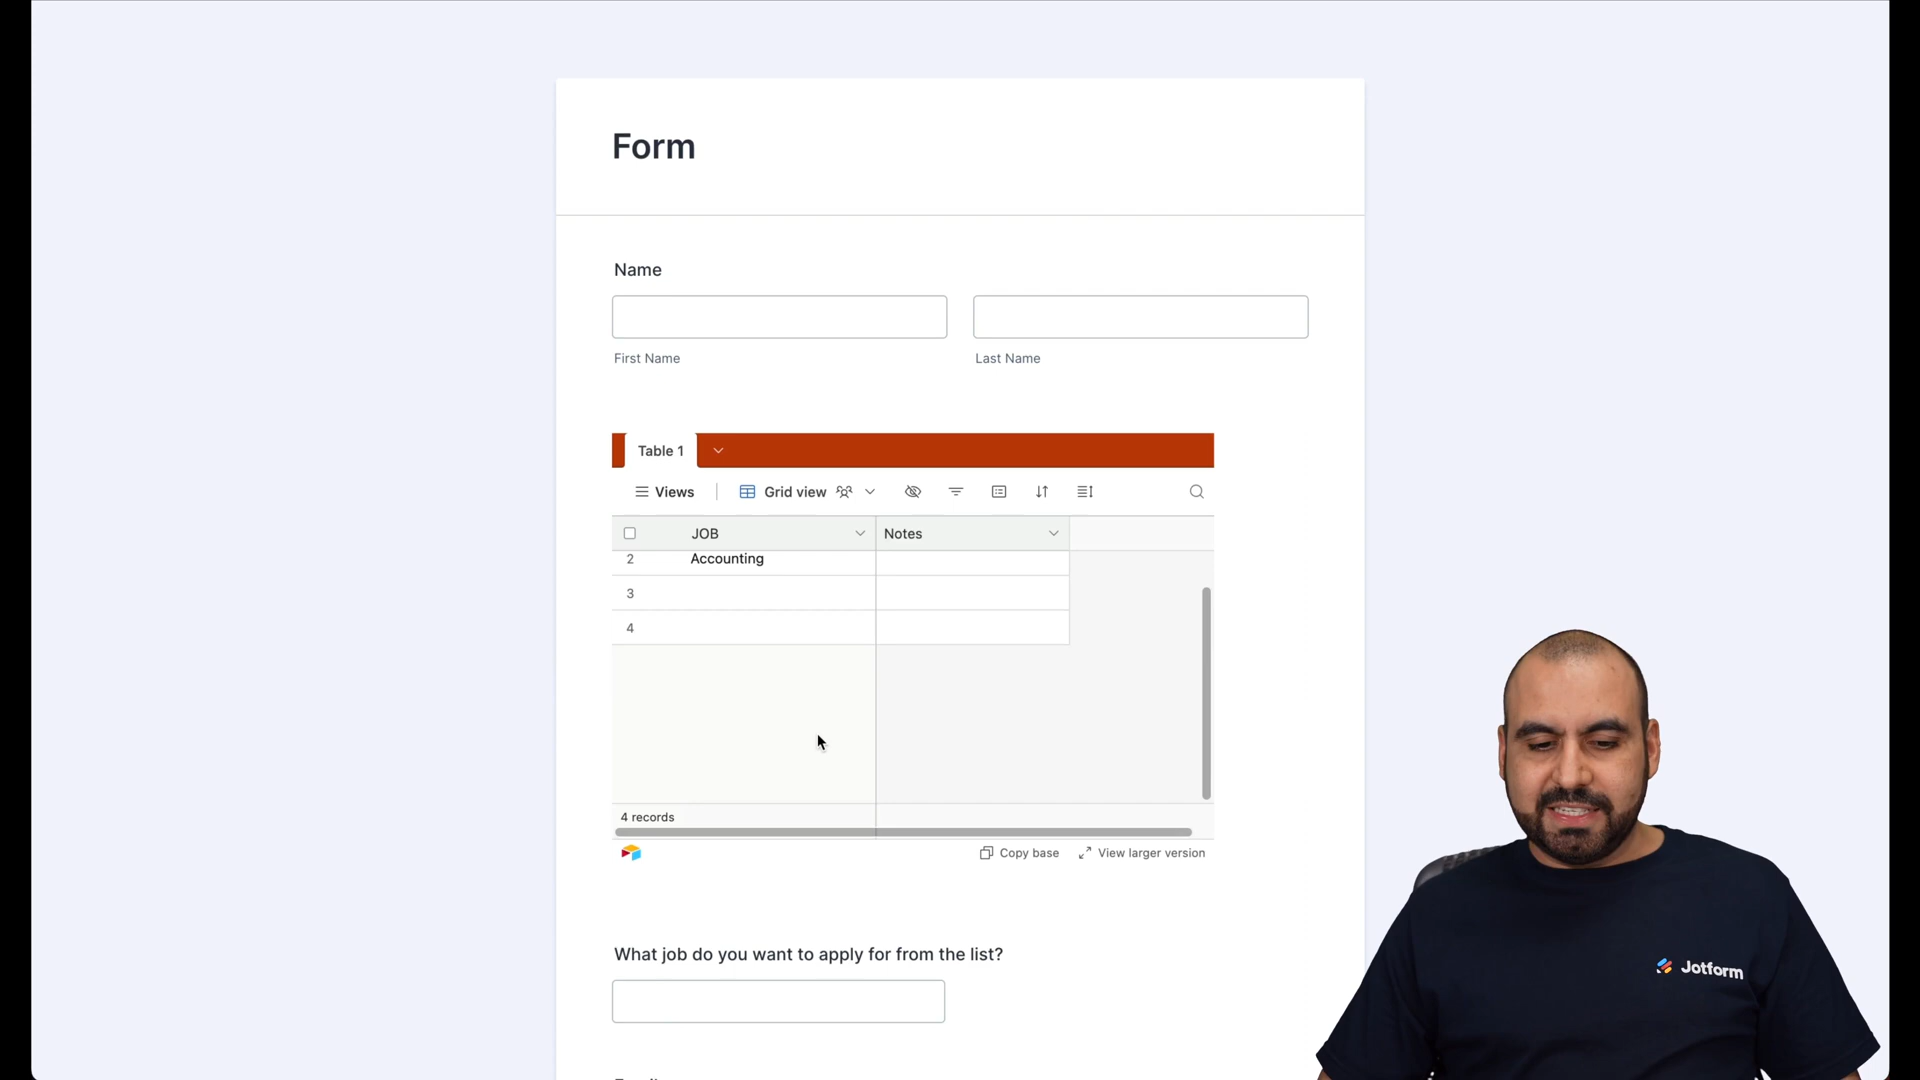 Form
Name
First Name
Last Name
Table 1
Views
Grid view
JOB
Notes
2 Accounting
3
4
4 records
Copy base
View larger version
What job do you want to apply for from the list?
Jotform